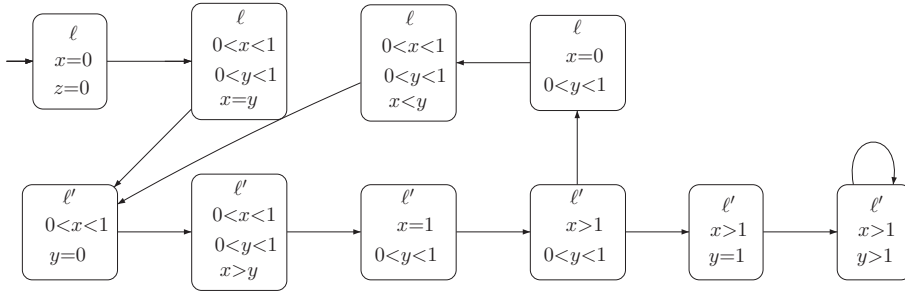 ℓ
x=0
z=0
ℓ
0<x<1
0<y<1
x=y
ℓ
0<x<1
0<y<1
x<y
ℓ
x=0
0<y<1
ℓ′
0<x<1
y=0
ℓ′
0<x<1
0<y<1
x>y
ℓ′
x=1
0<y<1
ℓ′
x>1
0<y<1
ℓ′
x>1
y=1
ℓ′
x>1
y>1